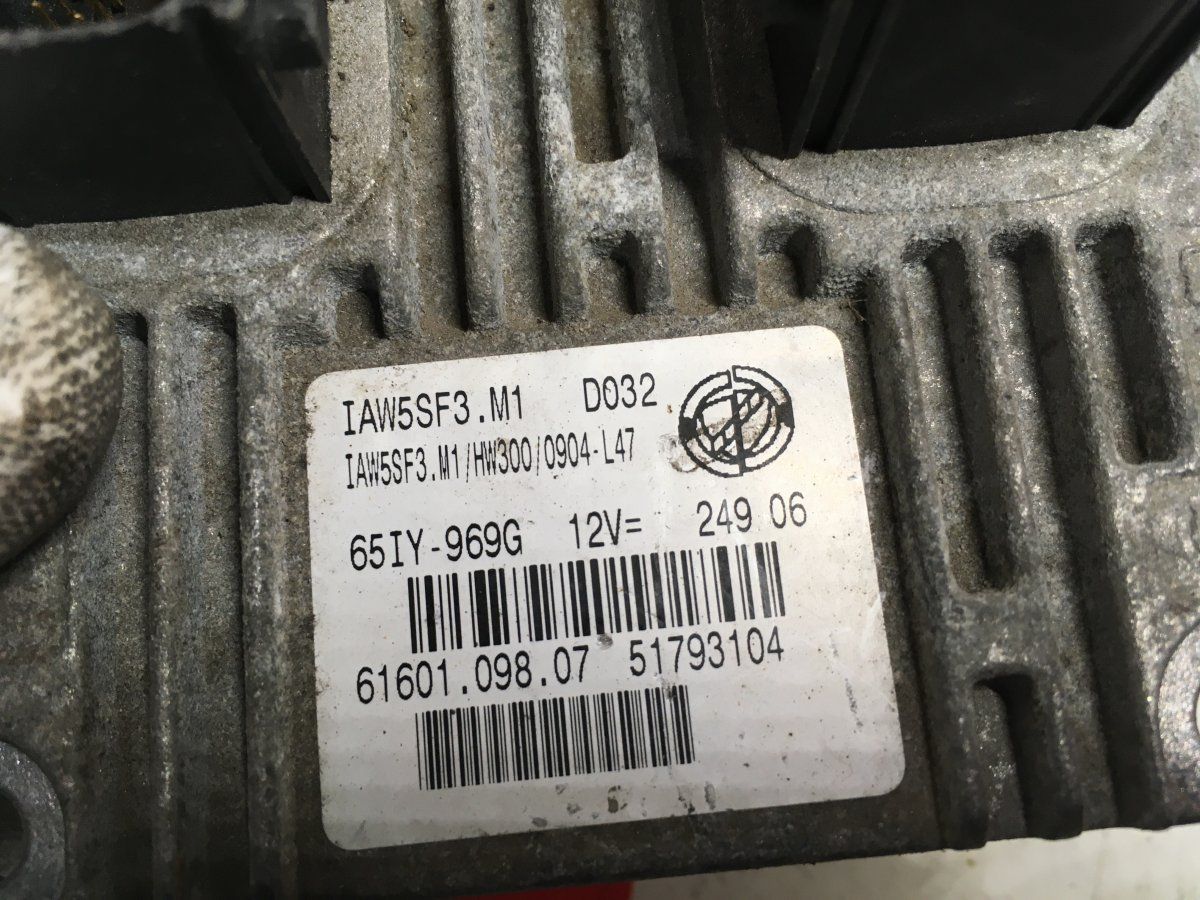 IAW5SF3.M1 D032
IAW5SF3.M1/HW300/0904-L47
65IY-969G 12V= 249 06
61601.098.07 51793104